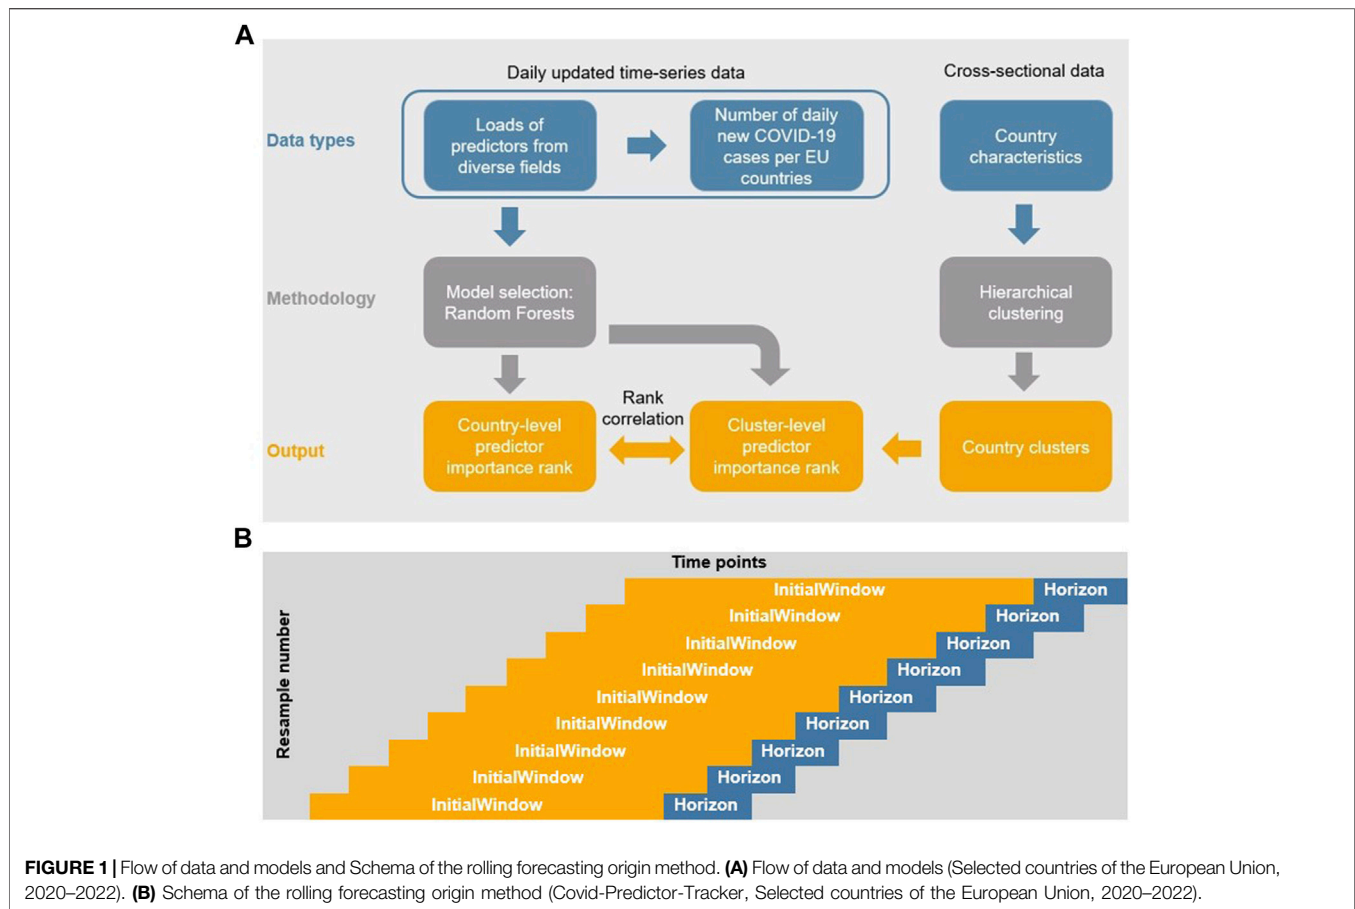 A
Daily updated time-series data
Cross-sectional data
Data types
Loads of
predictors from
diverse fields
Number of daily
new COVID-19
cases per EU
countries
Country
characteristics
Methodology
Model selection:
Random Forests
Hierarchical
clustering
Rank
correlation
Output
Country-level
predictor
importance rank
Cluster-level
predictor
importance rank
Country clusters
B
Time points
Resample number
InitialWindow Horizon
InitialWindow Horizon
InitialWindow Horizon
InitialWindow Horizon
InitialWindow Horizon
InitialWindow Horizon
InitialWindow Horizon
InitialWindow Horizon
InitialWindow Horizon
FIGURE 1 | Flow of data and models and Schema of the rolling forecasting origin method. (A) Flow of data and models (Selected countries of the European Union,
2020–2022). (B) Schema of the rolling forecasting origin method (Covid-Predictor-Tracker, Selected countries of the European Union, 2020–2022).